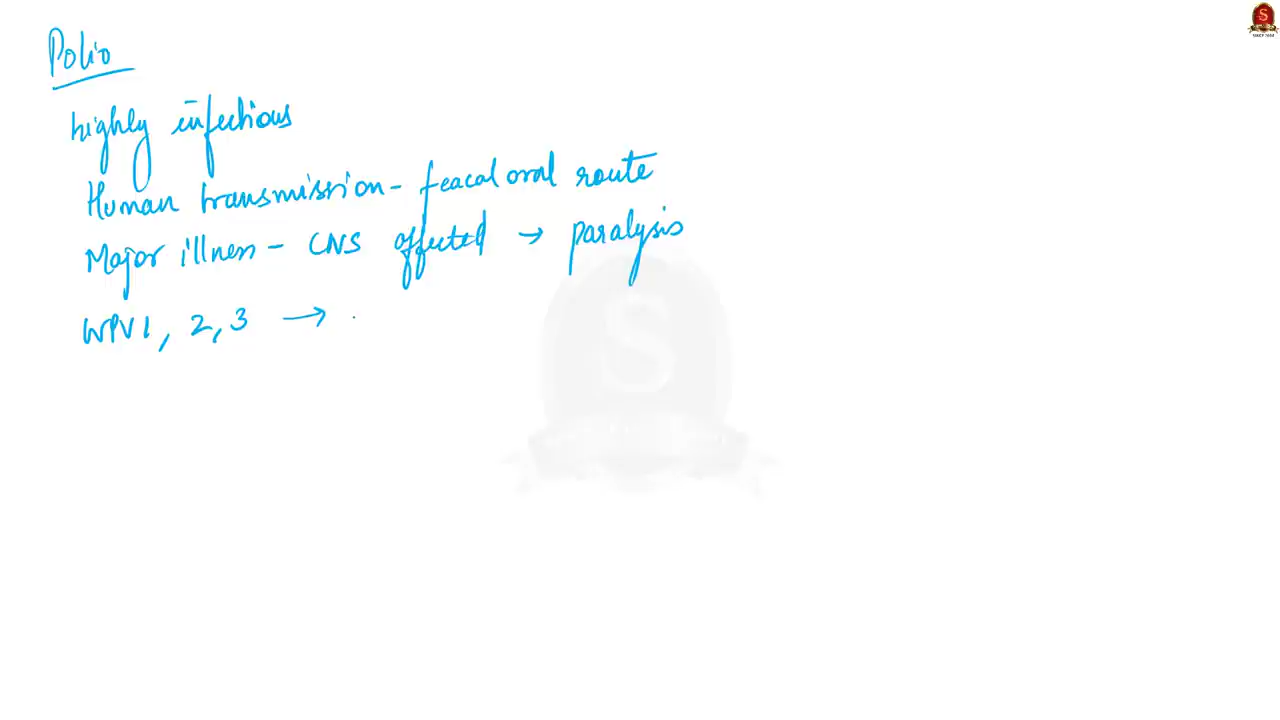 Polio
highly infectious
Human transmission - feacal oral route
Major illness - CNS affected → paralysis
WPV1, 2, 3 →
S
S